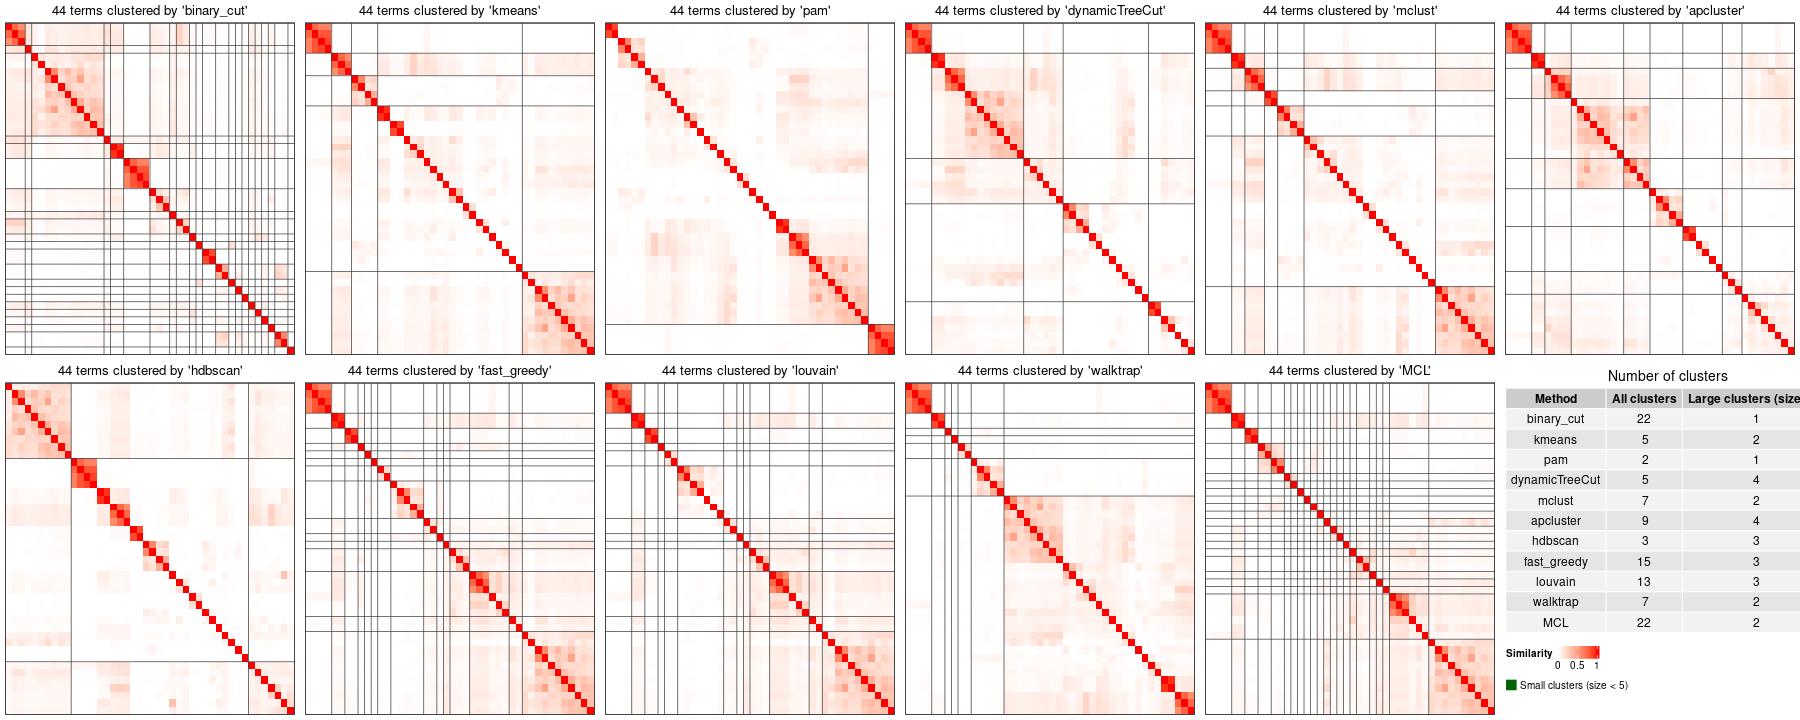 44 terms clustered by 'binary_cut'
44 terms clustered by 'kmeans'
44 terms clustered by 'pam'
44 terms clustered by 'dynamicTreeCut'
44 terms clustered by 'mclust'
44 terms clustered by 'apcluster'
44 terms clustered by 'hdbscan'
44 terms clustered by 'fast_greedy'
44 terms clustered by 'louvain'
44 terms clustered by 'walktrap'
44 terms clustered by 'MCL'
Number of clusters
Method All clusters Large clusters (size
binary_cut 22 1
kmeans 5 2
pam 2 1
dynamicTreeCut 5 4
mclust 7 2
apcluster 9 4
hdbscan 3 3
fast_greedy 15 3
louvain 13 3
walktrap 7 2
MCL 22 2
Similarity
0 0.5 1
Small clusters (size < 5)